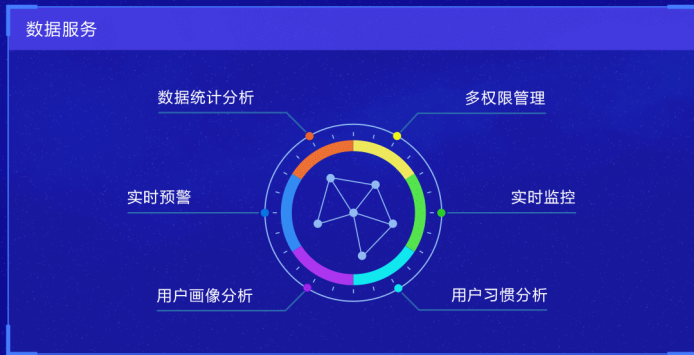 数据服务
数据统计分析
多权限管理
实时预警
实时监控
用户画像分析
用户习惯分析